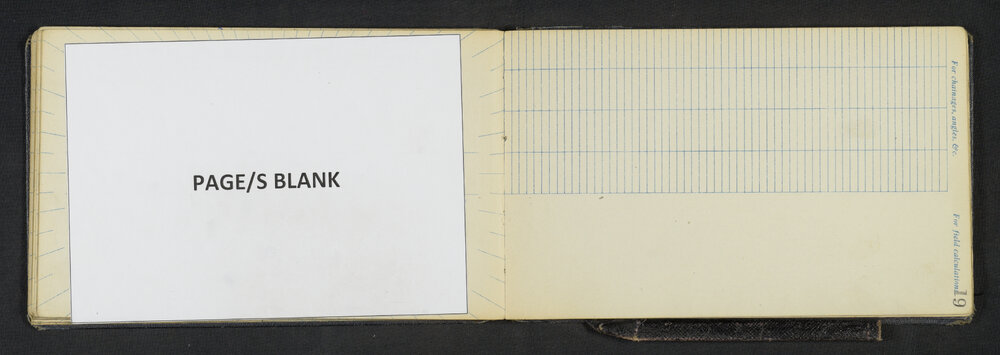 PAGE/S BLANK
For chainages, angles, &c.
For field calculations.
19